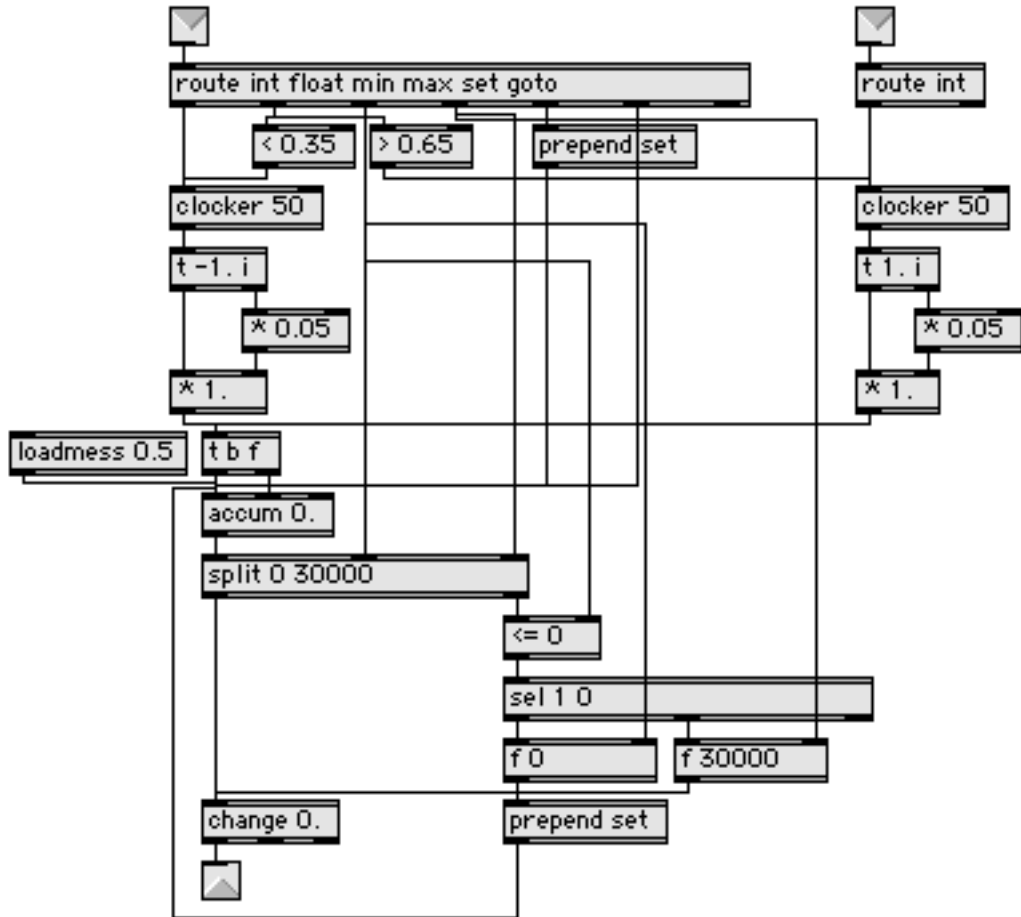 route int float min max set goto
route int
< 0.35
> 0.65
prepend set
clocker 50
clocker 50
t -1. i
t 1. i
* 0.05
* 0.05
* 1.
* 1.
loadmess 0.5
t b f
accum 0.
split 0 30000
<= 0
sel 1 0
f 0
f 30000
change 0.
prepend set